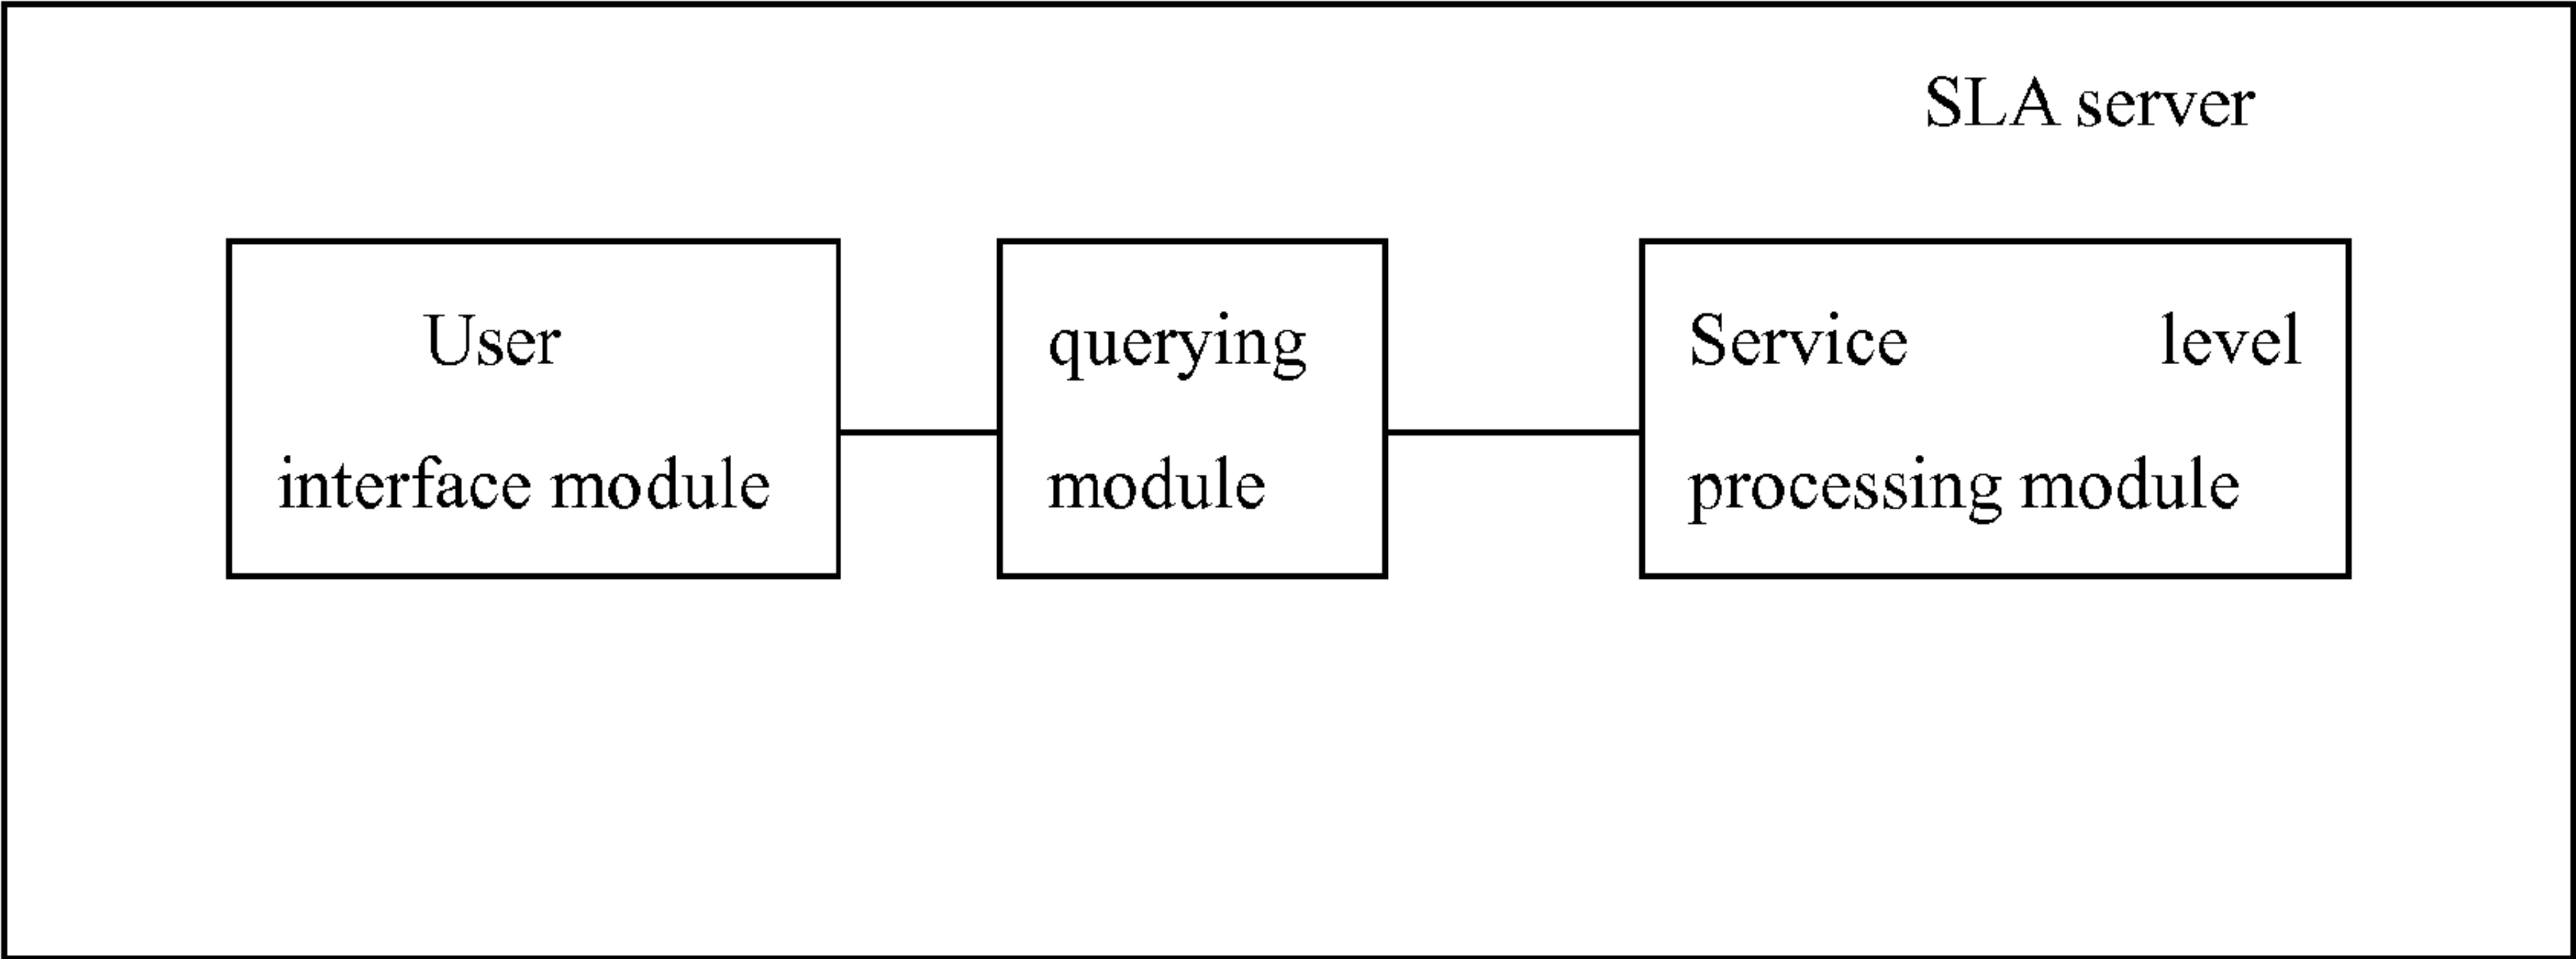 SLA server
User
interface module
querying
module
Service level
processing module